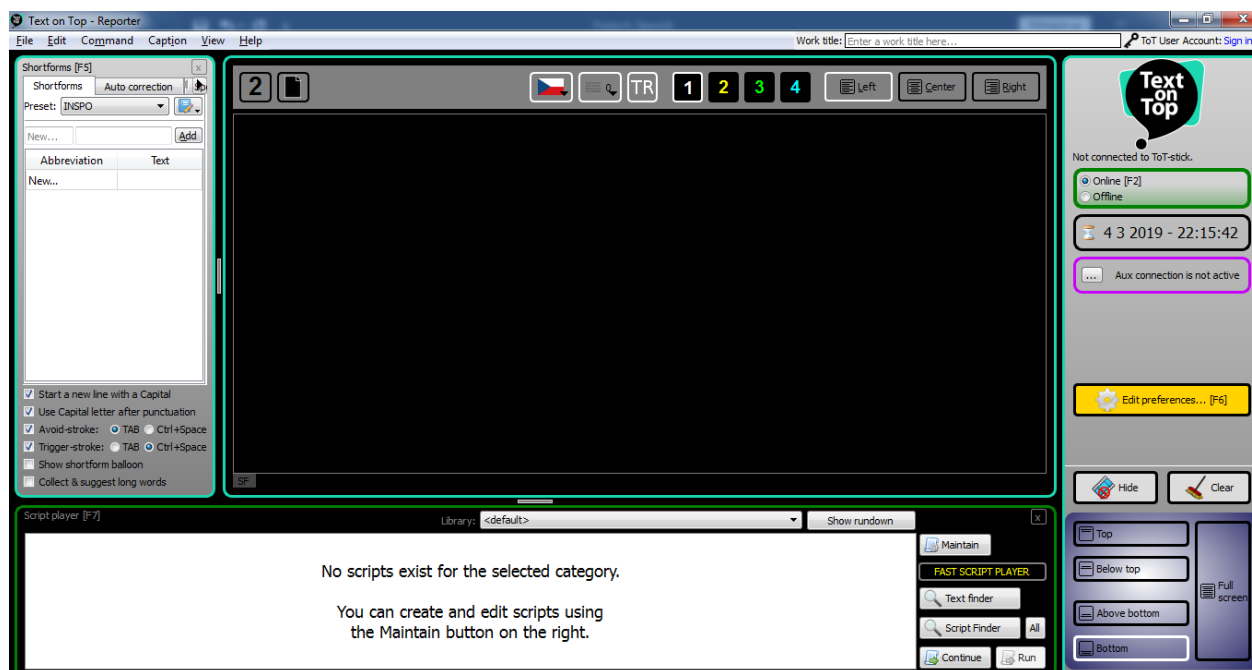 Text on Top - Reporter
File Edit Command Caption View Help
Work title: Enter a work title here...
ToT User Account: Sign in
Shortforms [F5]
x
Shortforms Auto correction
Preset: INSPO
New... Add
Abbreviation Text
New...
Start a new line with a Capital
Use Capital letter after punctuation
Avoid-stroke: TAB Ctrl+Space
Trigger-stroke: TAB Ctrl+Space
Show shortform balloon
Collect & suggest long words
2 TR 1 2 3 4 Left Center Right
SF
Text
on
Top
Not connected to ToT-stick.
Online [F2]
Offline
4 3 2019 - 22:15:42
... Aux connection is not active
Edit preferences... [F6]
Hide Clear
Top
Below top
Above bottom
Bottom
Full
screen
Script player [F7]
Library: <default> Show rundown x
No scripts exist for the selected category.
You can create and edit scripts using
the Maintain button on the right.
Maintain
FAST SCRIPT PLAYER
Text finder
Script Finder All
Continue Run